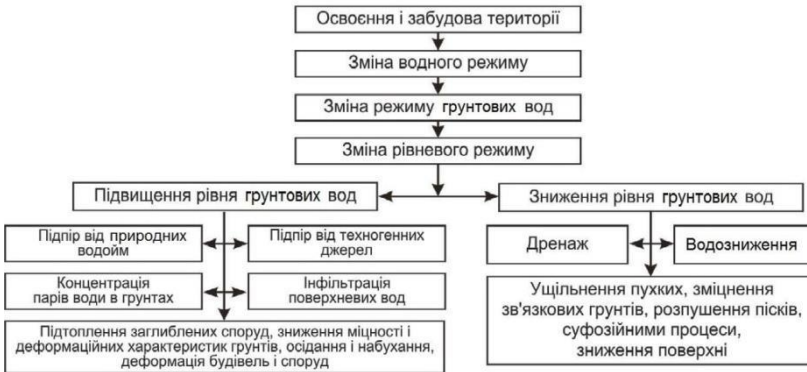 Освоєння і забудова території
Зміна водного режиму
Зміна режиму грунтових вод
Зміна рівневого режиму
Підвищення рівня грунтових вод
Зниження рівня грунтових вод
Підпір від природних
водойм
Підпір від техногенних
джерел
Дренаж
Водозниження
Концентрація
парів води в грунтах
Інфільтрація
поверхневих вод
Підтоплення заглиблених споруд, зниження міцності і
деформаційних характеристик грунтів, осідання і набухання,
деформація будівель і споруд
Ущільнення пухких, зміцнення
зв'язкових грунтів, розпушення пісків,
суфозійними процеси,
зниження поверхні